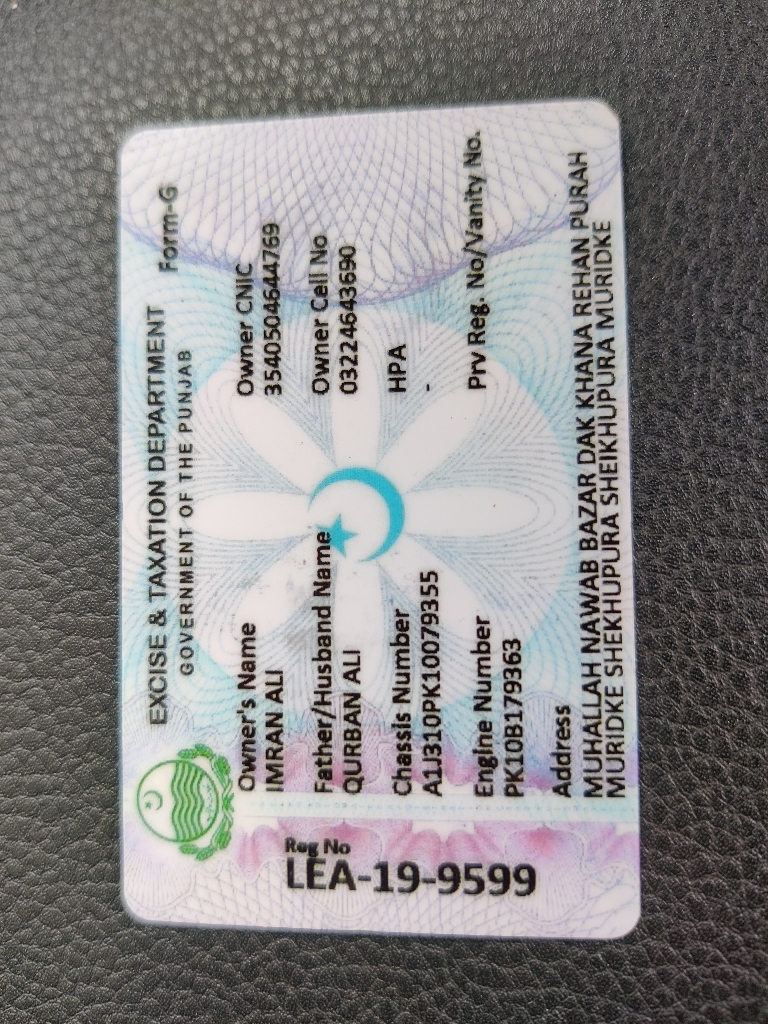 EXCISE & TAXATION DEPARTMENT Form-G
GOVERNMENT OF THE PUNJAB
Owner's Name
IMRAN ALI
Father/Husband Name
QURBAN ALI
Chassis Number
A1J310PK10079355
Engine Number
PK10B179363
Owner CNIC
3540504644769
Owner Cell No
03224643690
HPA
-
Prv Reg. No/Vanity No.
Address
MUHALLAH NAWAB BAZAR DAK KHANA REHAN PURAH
MURIDKE SHEKHUPURA SHEIKHUPURA MURIDKE
Reg No
LEA-19-9599